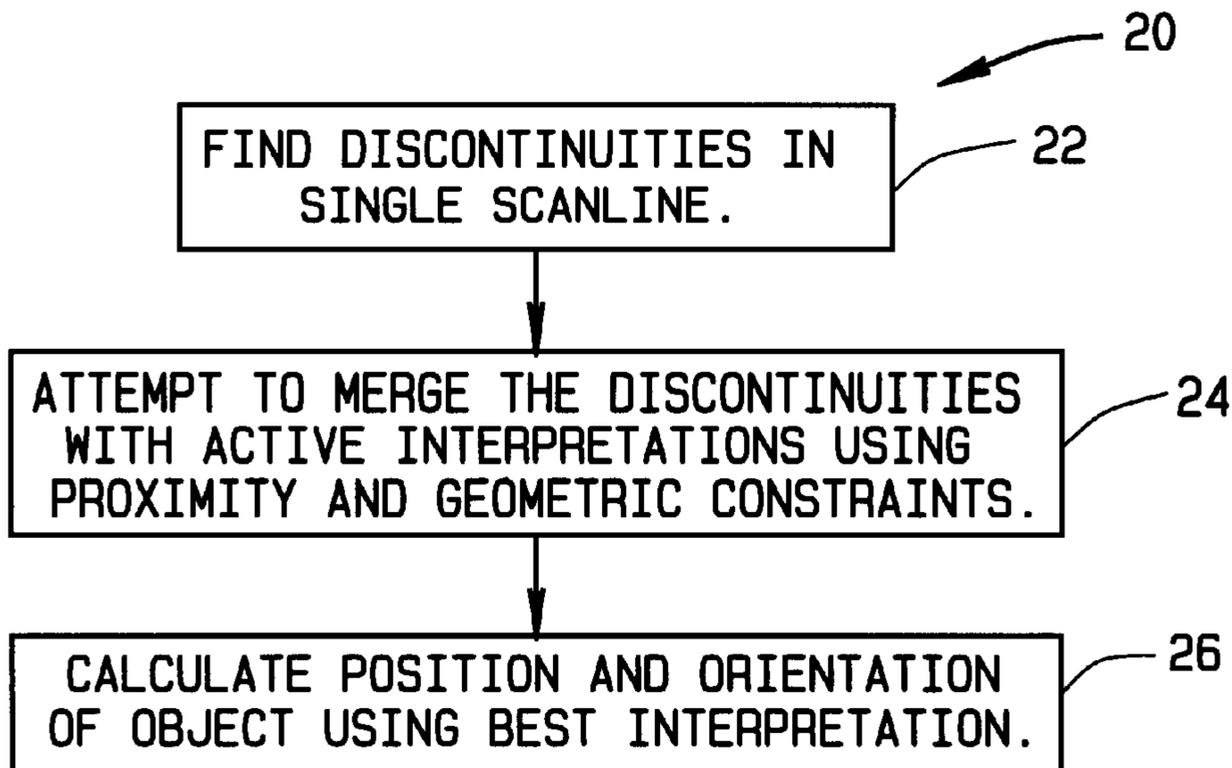 20
FIND DISCONTINUITIES IN
SINGLE SCANLINE.
22
ATTEMPT TO MERGE THE DISCONTINUITIES
WITH ACTIVE INTERPRETATIONS USING
PROXIMITY AND GEOMETRIC CONSTRAINTS.
24
CALCULATE POSITION AND ORIENTATION
OF OBJECT USING BEST INTERPRETATION.
26